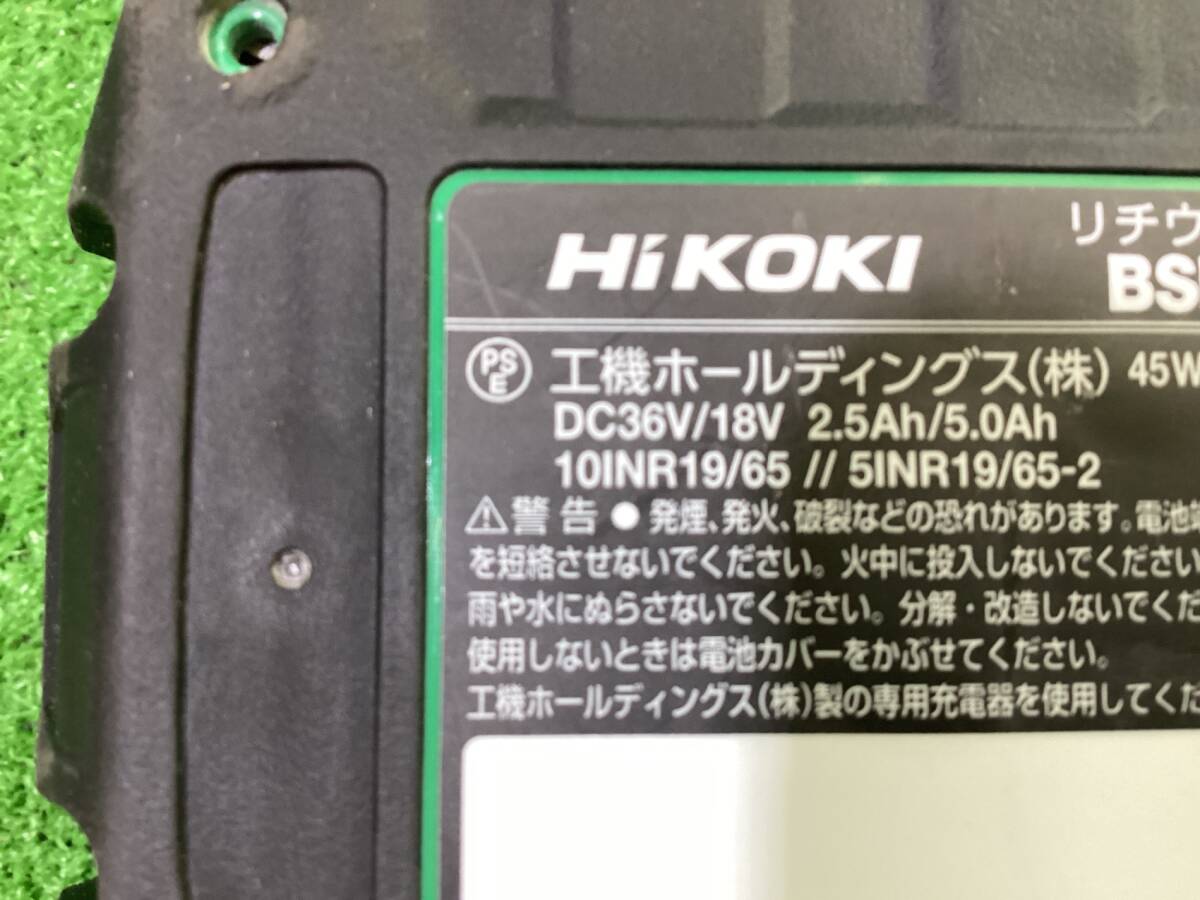 HiKOKI リチウ
BS
PS
E
工機ホールディングス(株) 45W
DC36V/18V 2.5Ah/5.0Ah
10INR19/65 // 5INR19/65-2
⚠警告 ● 発煙、発火、破裂などの恐れがあります。電池
を短絡させないでください。火中に投入しないでください
雨や水にぬらさないでください。分解・改造しないでくだ
使用しないときは電池カバーをかぶせてください。
工機ホールディングス(株)製の専用充電器を使用してくだ